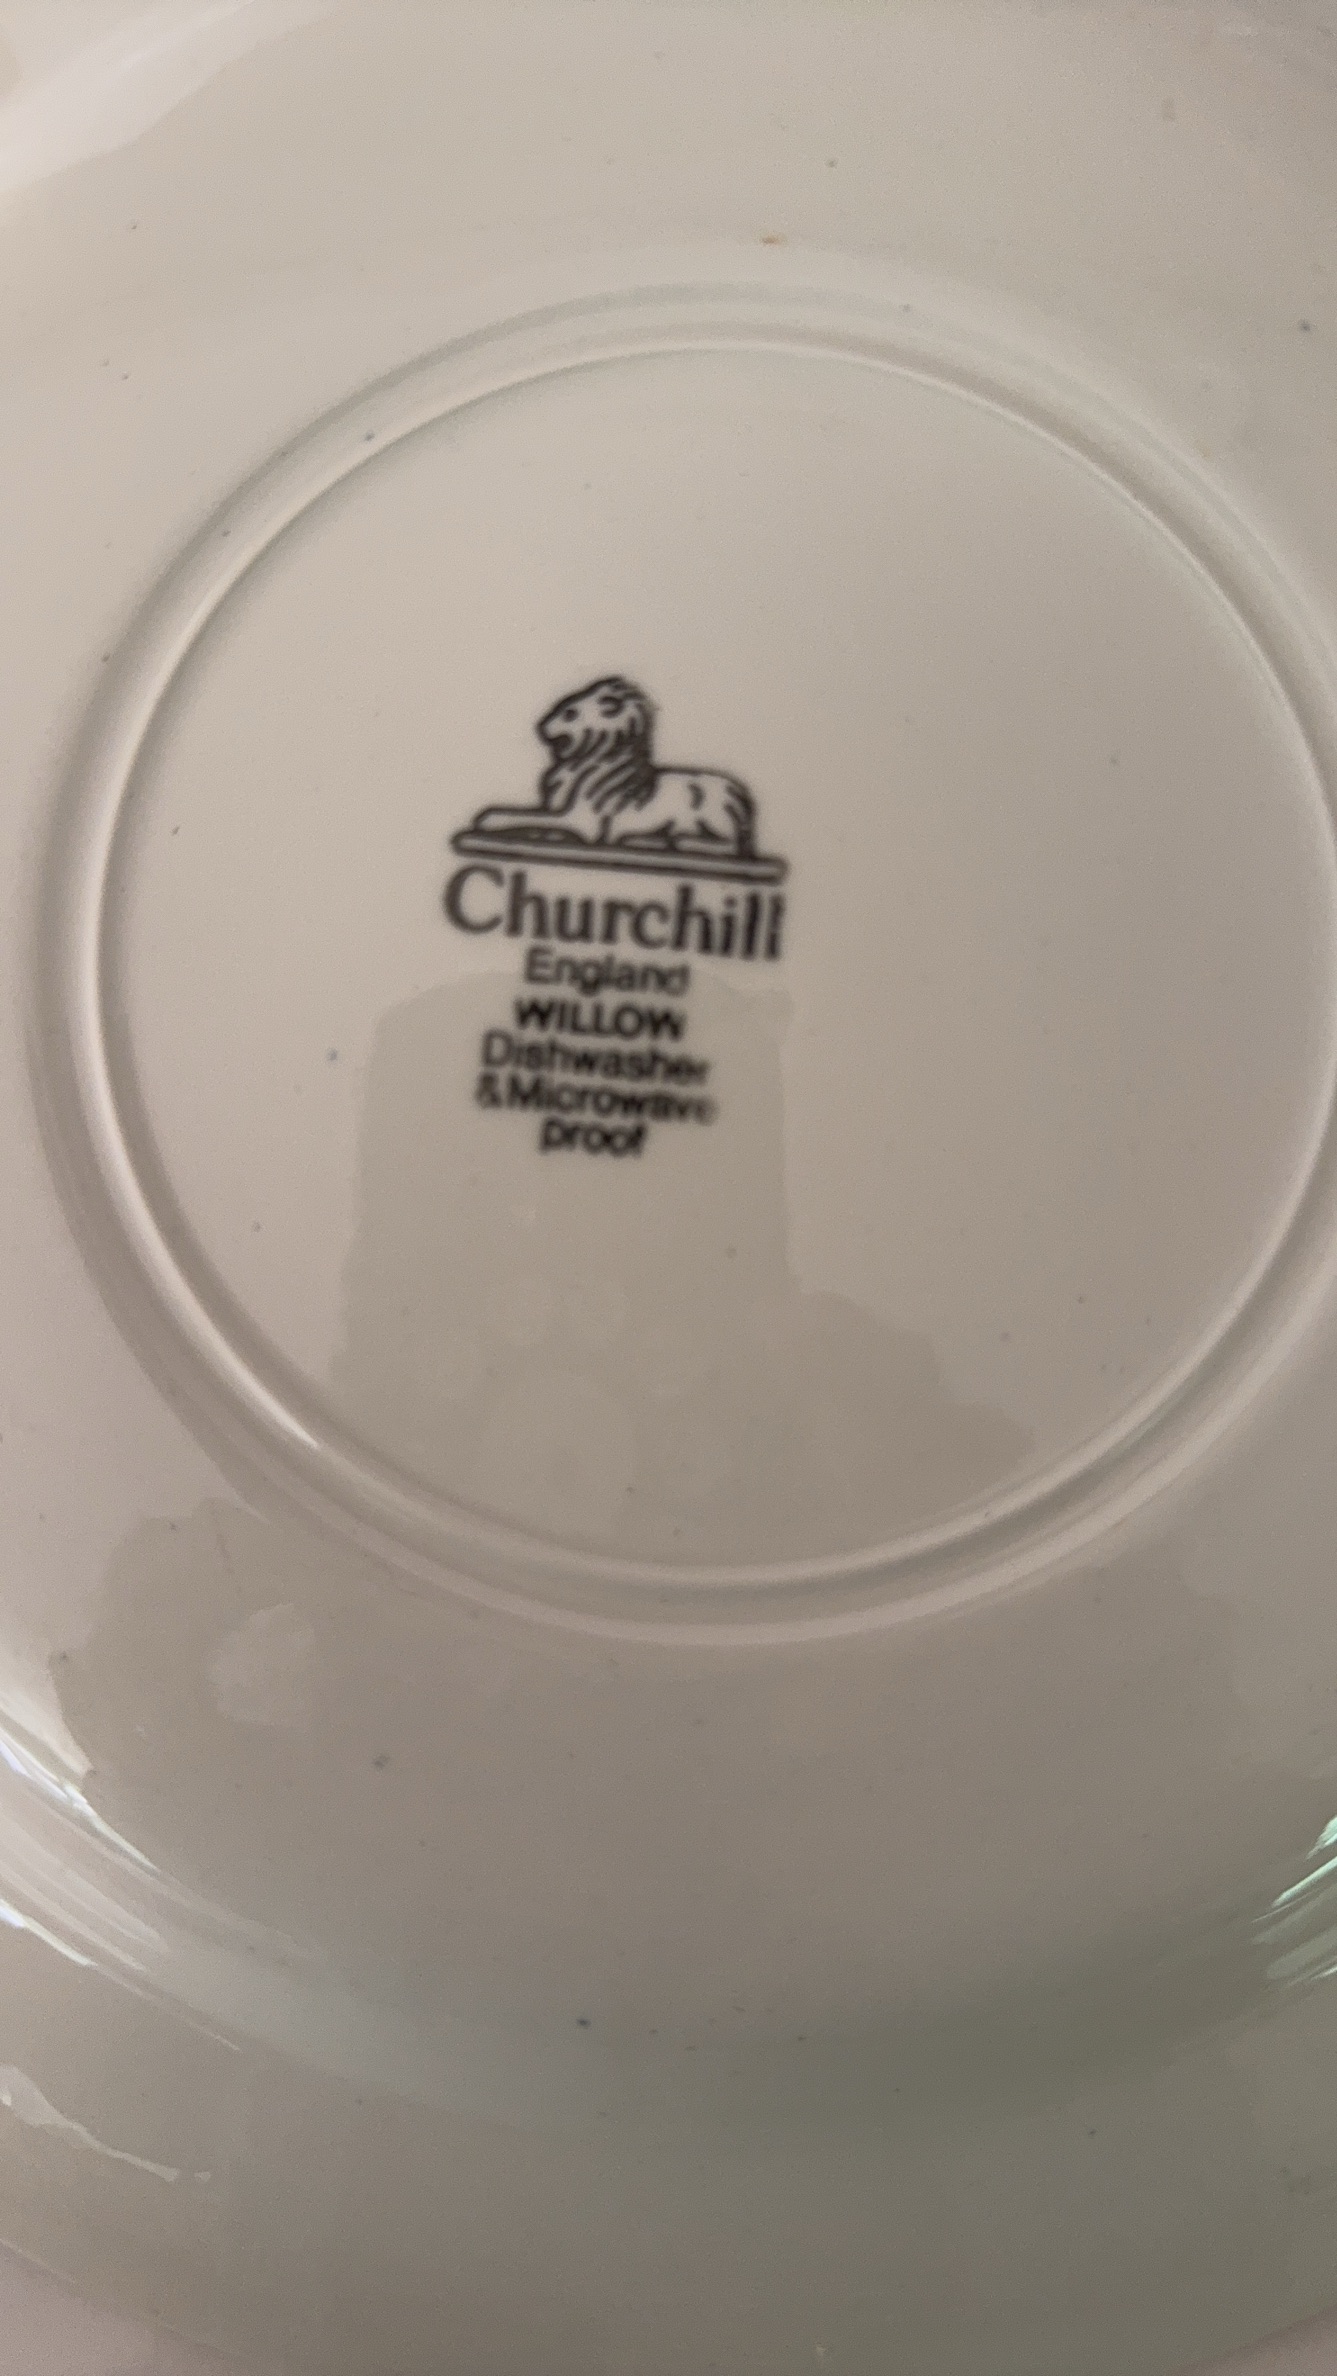 Churchill
England
WILLOW
Dishwasher
&Microwave
proof